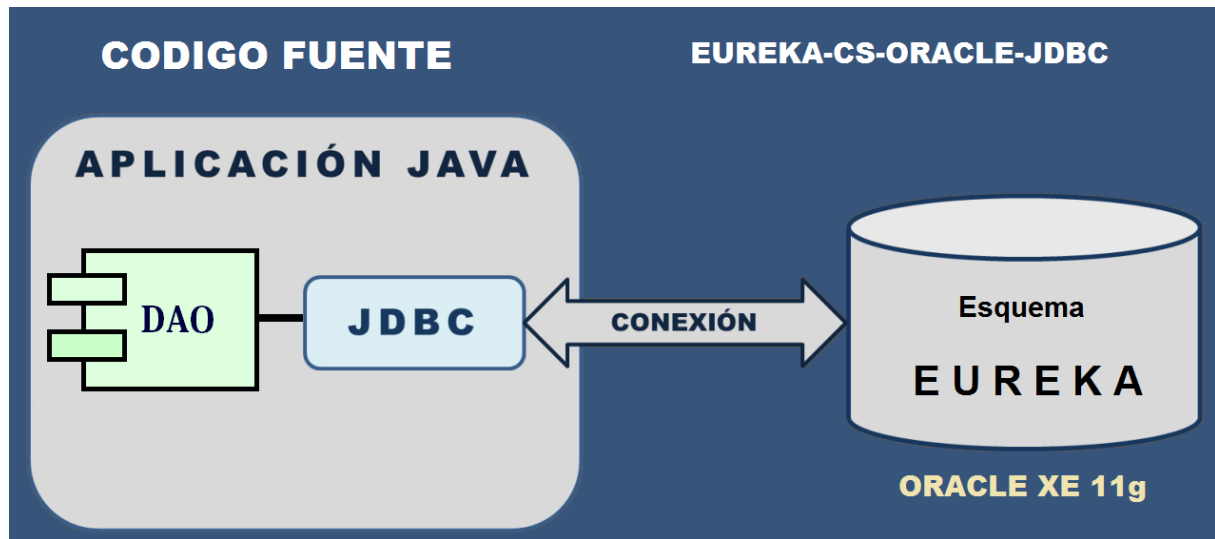 CODIGO FUENTE
EUREKA-CS-ORACLE-JDBC
APLICACIÓN JAVA
DAO
JDBC
CONEXIÓN
Esquema
EUREKA
ORACLE XE 11g